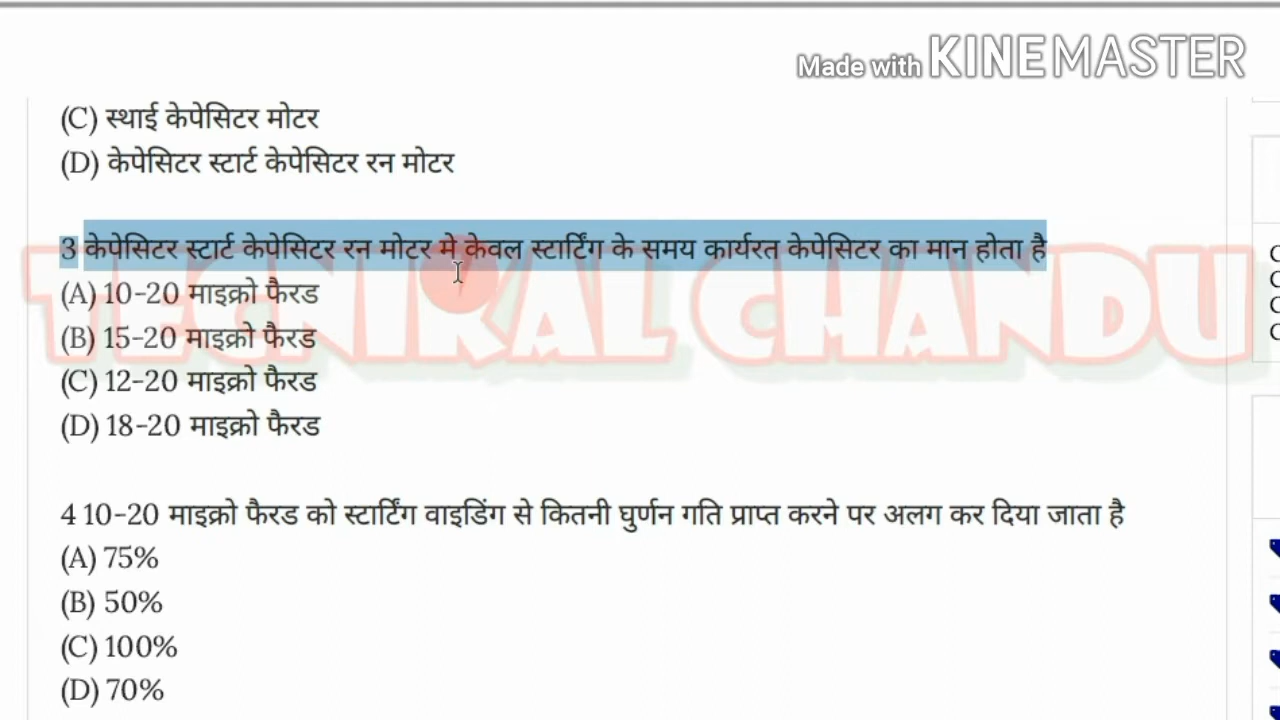 Made with KINEMASTER
(C) स्थाई केपेसिटर मोटर
(D) केपेसिटर स्टार्ट केपेसिटर रन मोटर
3 केपेसिटर स्टार्ट केपेसिटर रन मोटर मे केवल स्टार्टिंग के समय कार्यरत केपेसिटर का मान होता है
(A) 10-20 माइक्रो फैरड
(B) 15-20 माइक्रो फैरड
(C) 12-20 माइक्रो फैरड
(D) 18-20 माइक्रो फैरड
TECNIKAL CHANDU
4 10-20 माइक्रो फैरड को स्टार्टिंग वाइडिंग से कितनी घुर्णन गति प्राप्त करने पर अलग कर दिया जाता है
(A) 75%
(B) 50%
(C) 100%
(D) 70%